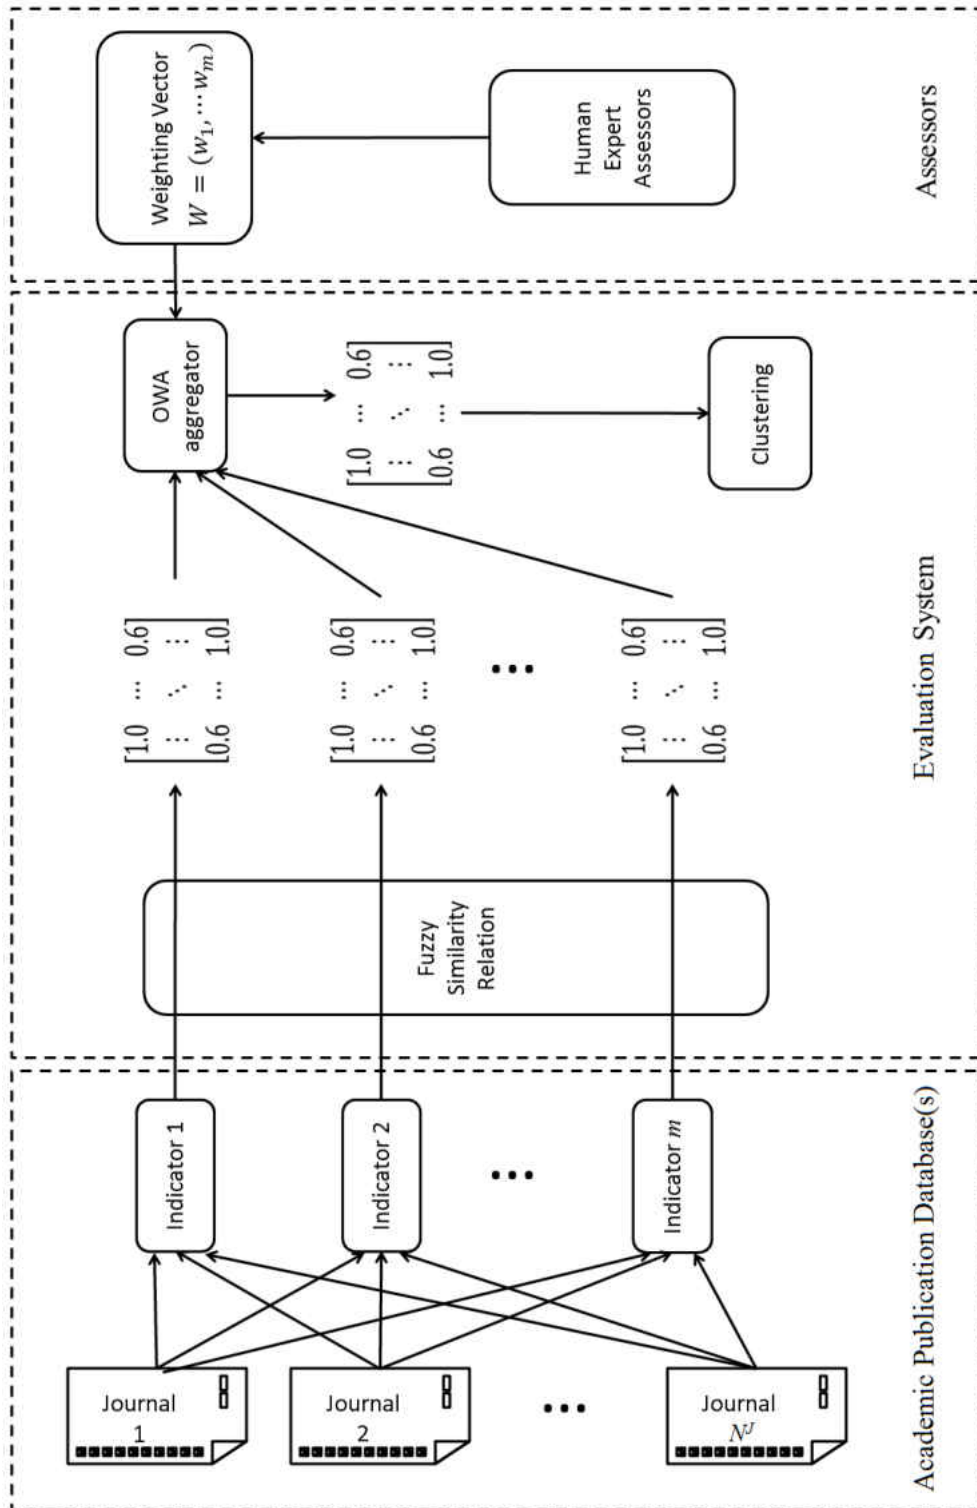 Journal
1
Journal
2
Journal
N^J
Indicator 1
Indicator 2
Indicator m
Academic Publication Database(s)
Fuzzy
Similarity
Relation
[1.0 ⋯ 0.6]
⋮ ⋱ ⋮
[0.6 ⋯ 1.0]
[1.0 ⋯ 0.6]
⋮ ⋱ ⋮
[0.6 ⋯ 1.0]
[1.0 ⋯ 0.6]
⋮ ⋱ ⋮
[0.6 ⋯ 1.0]
OWA
aggregator
[1.0 ⋯ 0.6]
⋮ ⋱ ⋮
[0.6 ⋯ 1.0]
Clustering
Evaluation System
Weighting Vector
W = (w₁, ⋯ wₘ)
Human
Expert
Assessors
Assessors